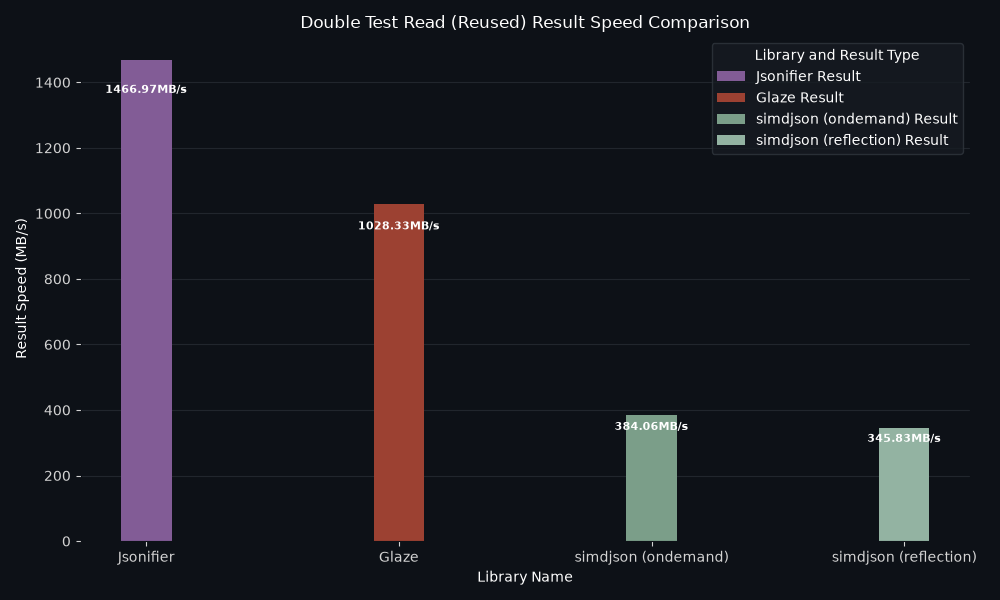 Double Test Read (Reused) Result Speed Comparison
Library and Result Type
Jsonifier Result
Glaze Result
simdjson (ondemand) Result
simdjson (reflection) Result
Result Speed (MB/s)
1400
1200
1000
800
600
400
200
0
1466.97MB/s
1028.33MB/s
384.06MB/s
345.83MB/s
Jsonifier
Glaze
simdjson (ondemand)
simdjson (reflection)
Library Name